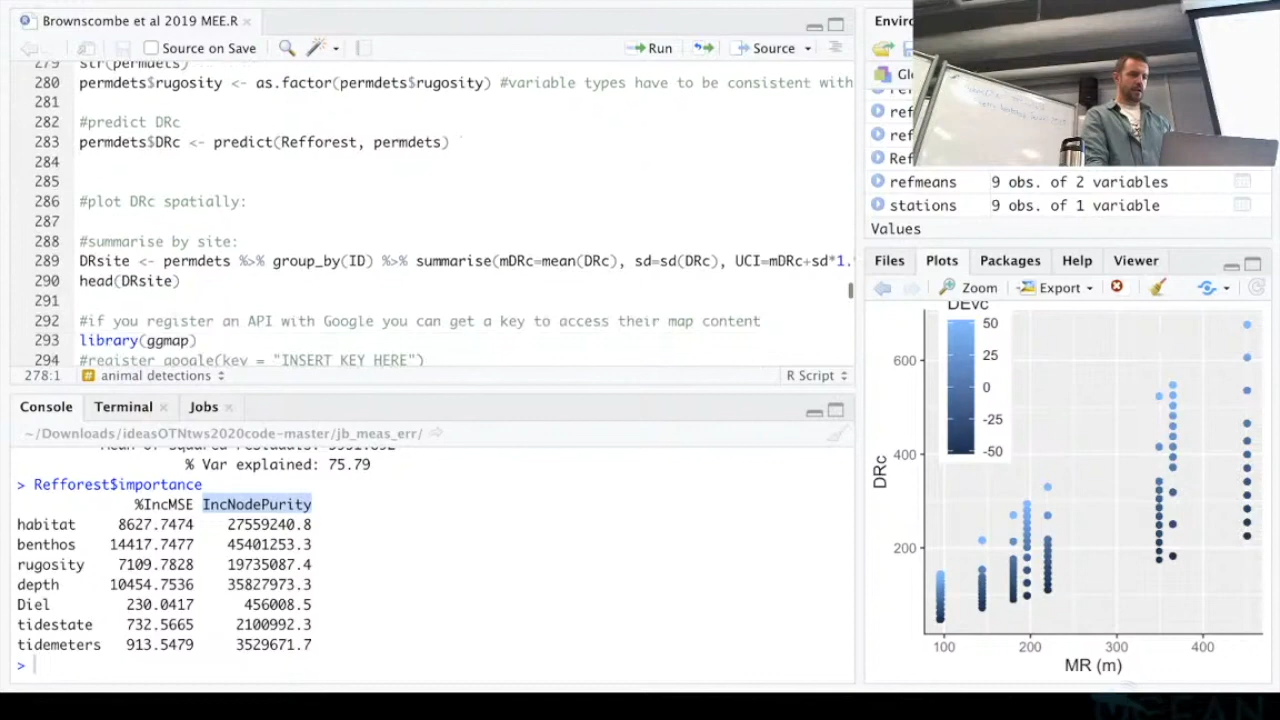 Brownscombe et al 2019 MEE.R
Source on Save
Run
Source
279 str(permdets)
280 permdets$rugosity <- as.factor(permdets$rugosity) #variable types have to be consistent with
281
282 #predict DRc
283 permdets$DRc <- predict(Refforest, permdets)
284
285
286 #plot DRc spatially:
287
288 #summarise by site:
289 DRsite <- permdets %>% group_by(ID) %>% summarise(mDRc=mean(DRc), sd=sd(DRc), UCI=mDRc+sd*1.
290 head(DRsite)
291
292 #if you register an API with Google you can get a key to access their map content
293 library(ggmap)
294 #register_google(key = "INSERT KEY HERE")
278:1 animal detections R Script
Console Terminal Jobs
~/Downloads/ideasOTNtws2020code-master/jb_meas_err/
% Var explained: 75.79
> Refforest$importance
%IncMSE IncNodePurity
habitat 8627.7474 27559240.8
benthos 14417.7477 45401253.3
rugosity 7109.7828 19735087.4
depth 10454.7536 35827973.3
Diel 230.0417 456008.5
tidestate 732.5665 2100992.3
tidemeters 913.5479 3529671.7
>
Enviro
Glo
refmeans 9 obs. of 2 variables
stations 9 obs. of 1 variable
Values
Files Plots Packages Help Viewer
Zoom Export
DEvc
50
25
0
-25
-50
600
400
200
DRc
100 200 300 400
MR (m)